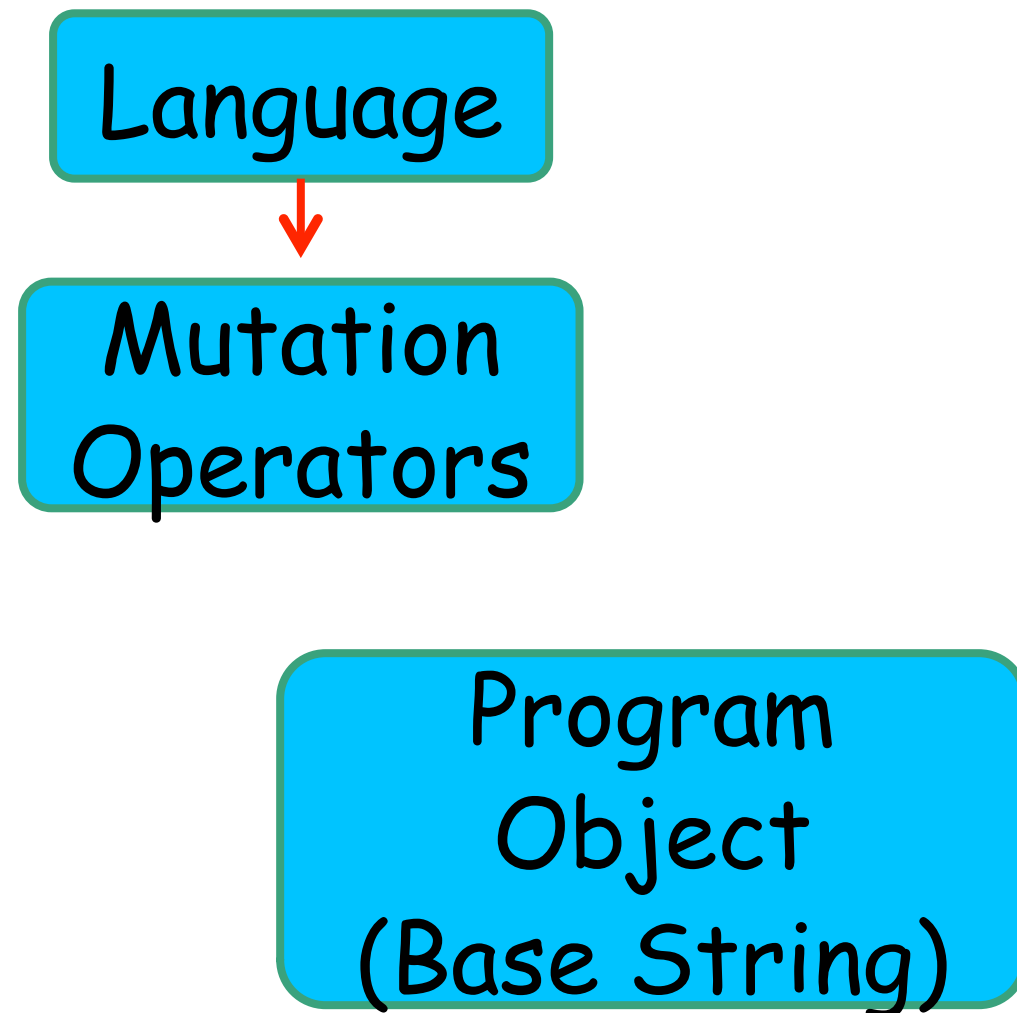 Language
Mutation
Operators
Program
Object
(Base String)